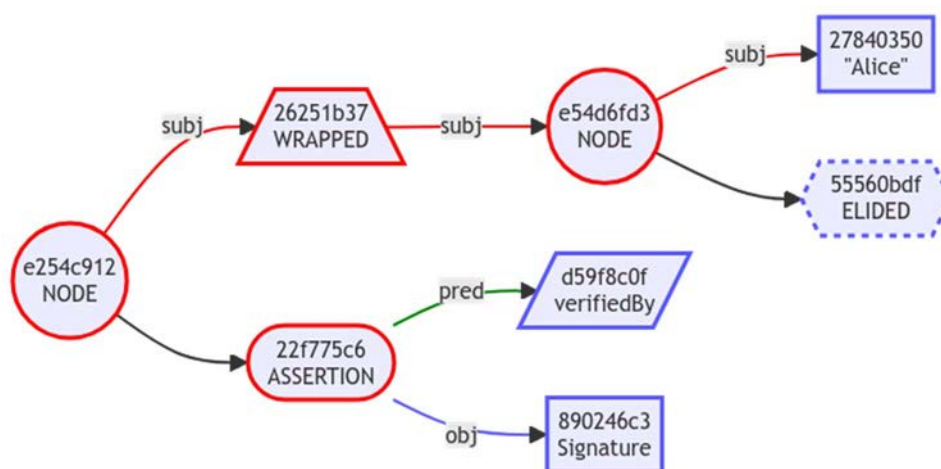 27840350
"Alice"
subj
26251b37
WRAPPED
subj
subj
e54d6fd3
NODE
55560bdf
ELIDED
e254c912
NODE
d59f8c0f
verifiedBy
pred
22f775c6
ASSERTION
890246c3
Signature
obj